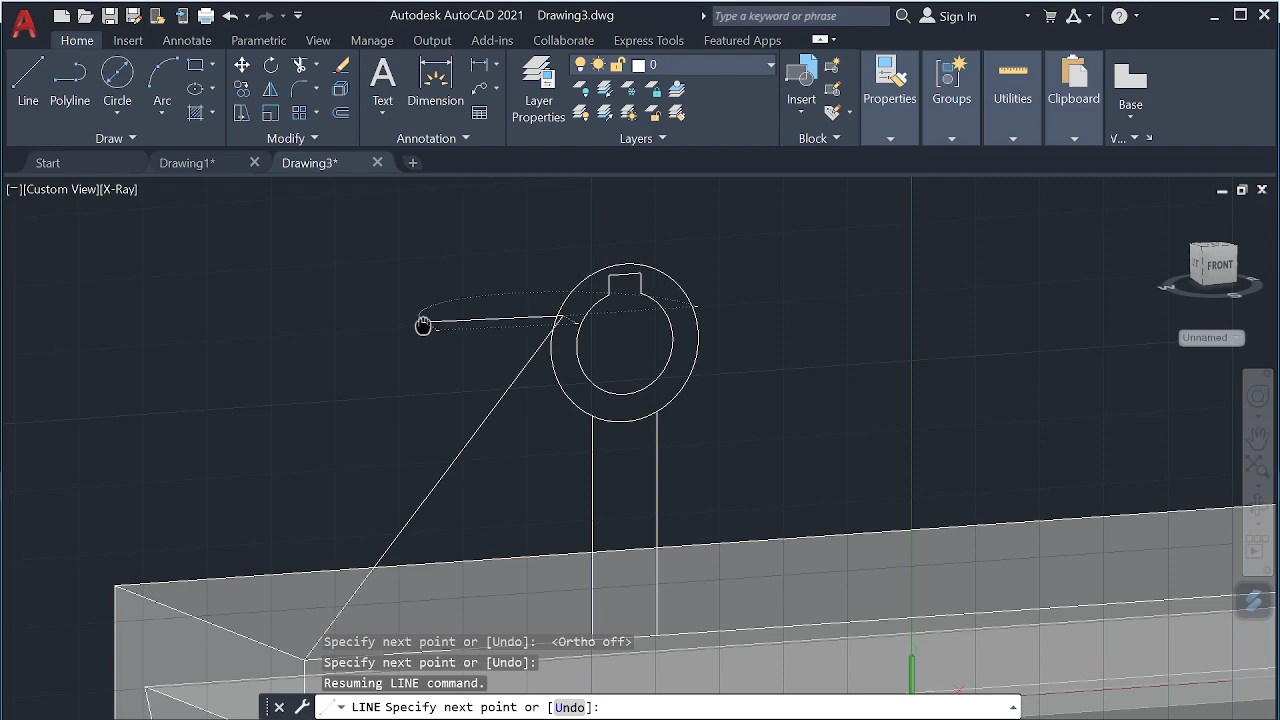 Autodesk AutoCAD 2021 Drawing3.dwg
Type a keyword or phrase
Sign In
Home Insert Annotate Parametric View Manage Output Add-ins Collaborate Express Tools Featured Apps
0
Line Polyline Circle Arc
Text Dimension
Layer
Properties
Insert
Properties Groups Utilities Clipboard Base
Draw Modify Annotation Layers Block V...
Start Drawing1* Drawing3*
[−][Custom View][X-Ray]
FRONT
Unnamed
Specify next point or [Undo]: <Ortho off>
Specify next point or [Undo]:
Resuming LINE command.
LINE Specify next point or [Undo]: